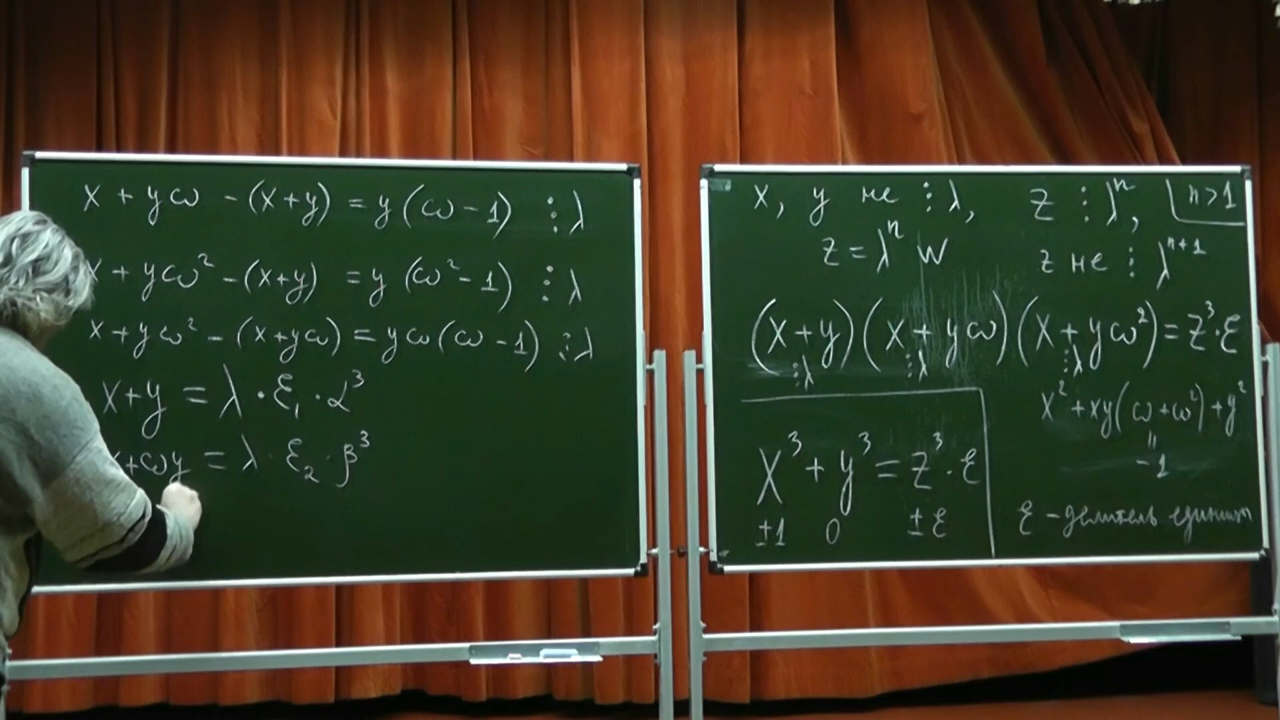 x + yω - (x+y) = y(ω-1) ⋮ λ
x + yω² - (x+y) = y(ω²-1) ⋮ λ
x + yω² - (x+yω) = yω(ω-1) ⋮ λ
x+y = λ · ε₁ · α³
x+ωy = λ · ε₂ · β³
x, y не ⋮ λ, z ⋮ λⁿ, n>1
z = λⁿ w z не ⋮ λⁿ⁺¹
(x+y)(x+yω)(x+yω²) = z³·ε
⋮λ ⋮λ ⋮λ
x² + xy(ω+ω²) + y²
"
-1
x³ + y³ = z³ · ε
±1 0 ±ε
ε - делитель единицы